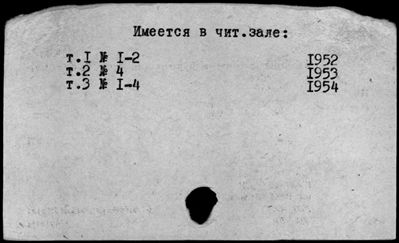 Имеется в чит.зале:
т.I № I-2 I952
т.2 № 4 I953
т.3 № I-4 I954